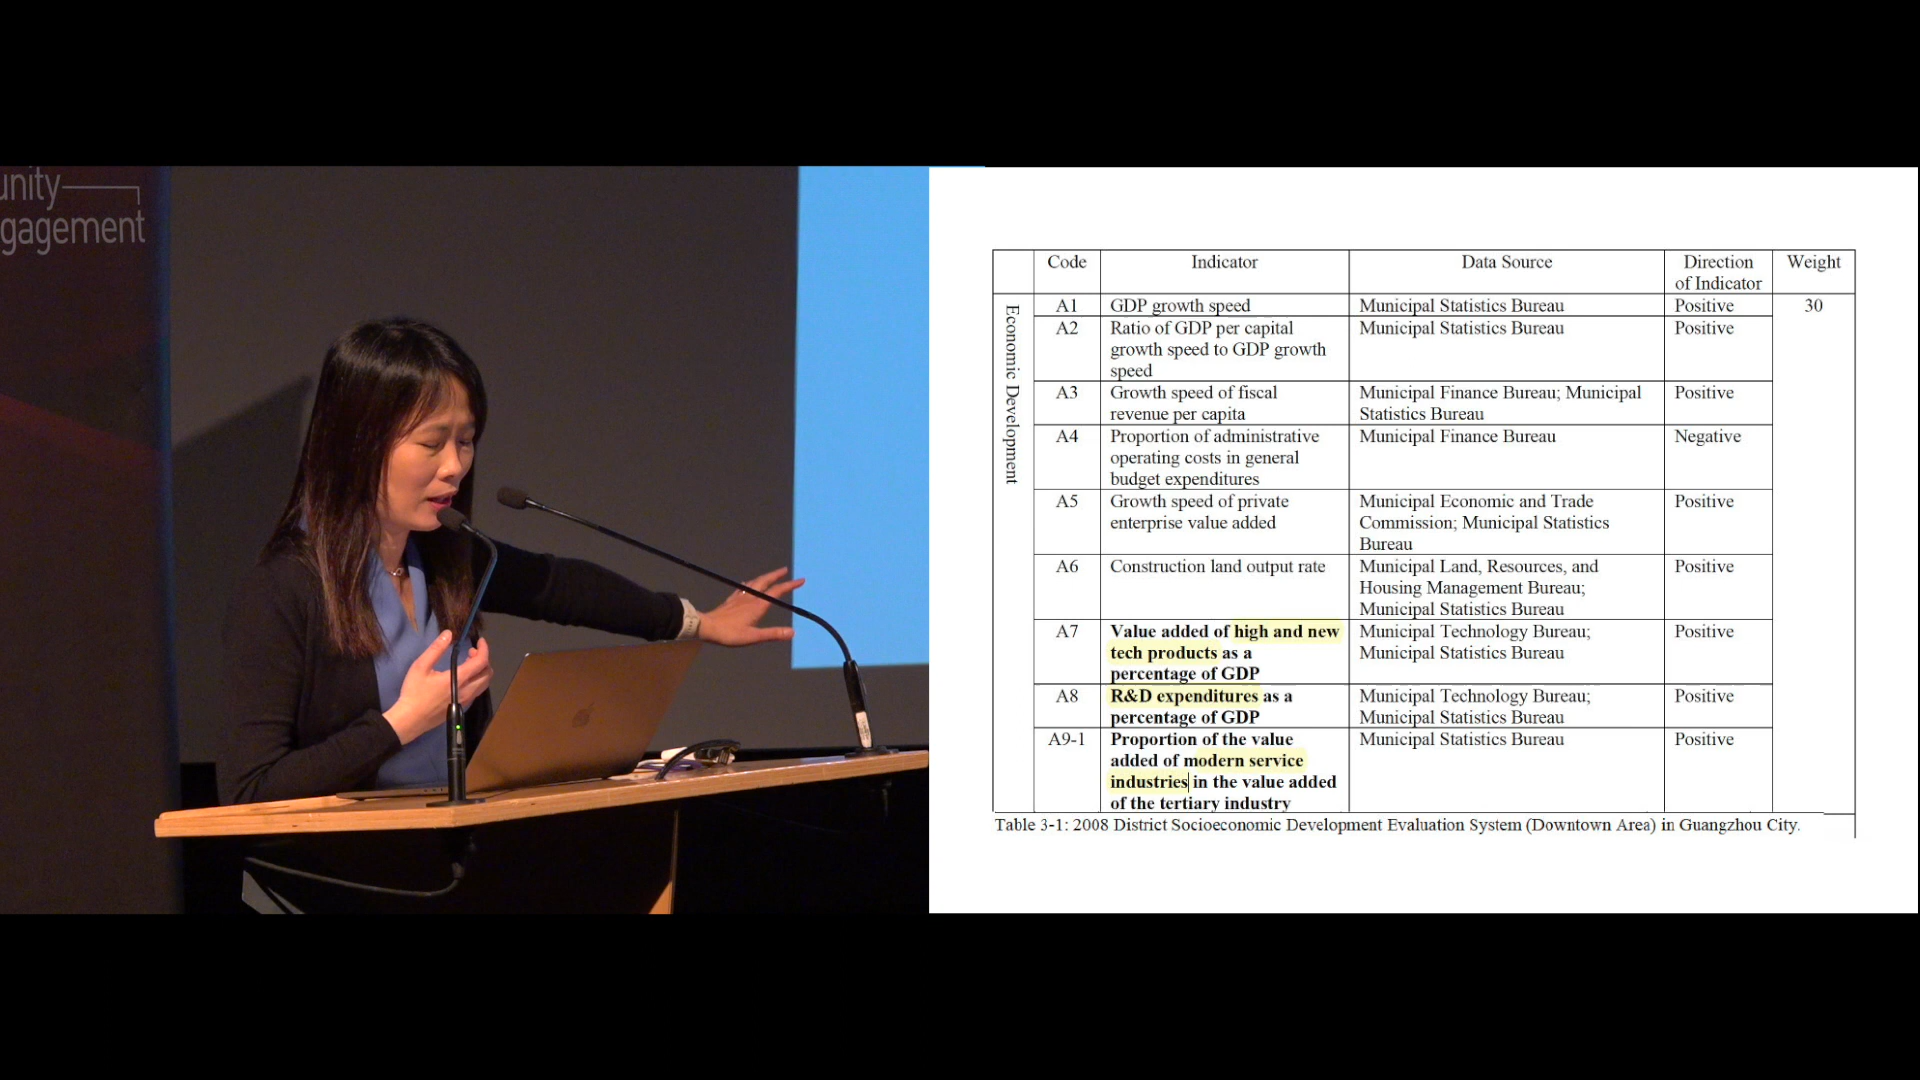 unity
gagement
Code Indicator Data Source Direction of Indicator Weight
Economic Development
A1 GDP growth speed Municipal Statistics Bureau Positive 30
A2 Ratio of GDP per capital growth speed to GDP growth speed Municipal Statistics Bureau Positive
A3 Growth speed of fiscal revenue per capita Municipal Finance Bureau; Municipal Statistics Bureau Positive
A4 Proportion of administrative operating costs in general budget expenditures Municipal Finance Bureau Negative
A5 Growth speed of private enterprise value added Municipal Economic and Trade Commission; Municipal Statistics Bureau Positive
A6 Construction land output rate Municipal Land, Resources, and Housing Management Bureau; Municipal Statistics Bureau Positive
A7 Value added of high and new tech products as a percentage of GDP Municipal Technology Bureau; Municipal Statistics Bureau Positive
A8 R&D expenditures as a percentage of GDP Municipal Technology Bureau; Municipal Statistics Bureau Positive
A9-1 Proportion of the value added of modern service industries in the value added of the tertiary industry Municipal Statistics Bureau Positive
Table 3-1: 2008 District Socioeconomic Development Evaluation System (Downtown Area) in Guangzhou City.